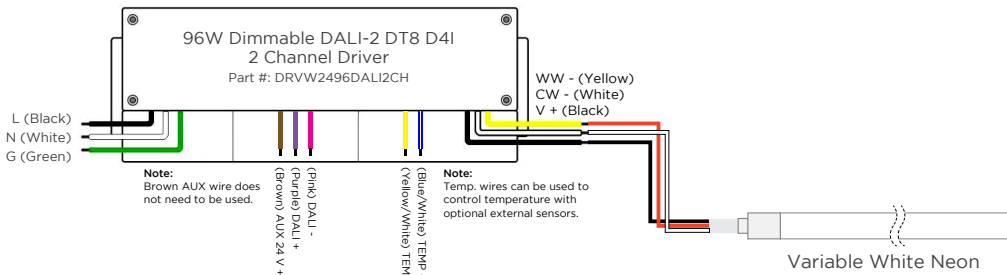 96W Dimmable DALI-2 DT8 D4I
2 Channel Driver
Part #: DRVW2496DALI2CH
WW - (Yellow)
CW - (White)
V + (Black)
L (Black)
N (White)
G (Green)
Note:
Brown AUX wire does
not need to be used.
(Brown) AUX 24 V +
(Purple) DALI +
(Pink) DALI -
(Yellow/White) TEM
(Blue/White) TEMP
Note:
Temp. wires can be used to
control temperature with
optional external sensors.
Variable White Neon